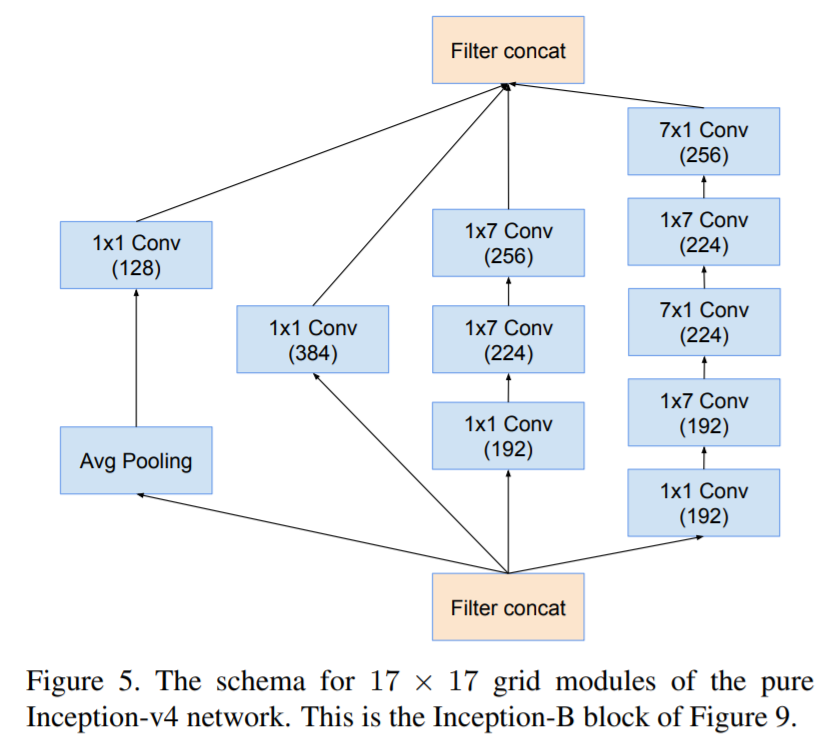 Filter concat
7x1 Conv
(256)
1x7 Conv
(224)
7x1 Conv
(224)
1x7 Conv
(192)
1x1 Conv
(192)
1x7 Conv
(256)
1x7 Conv
(224)
1x1 Conv
(192)
1x1 Conv
(384)
1x1 Conv
(128)
Avg Pooling
Filter concat
Figure 5. The schema for 17 × 17 grid modules of the pure
Inception-v4 network. This is the Inception-B block of Figure 9.